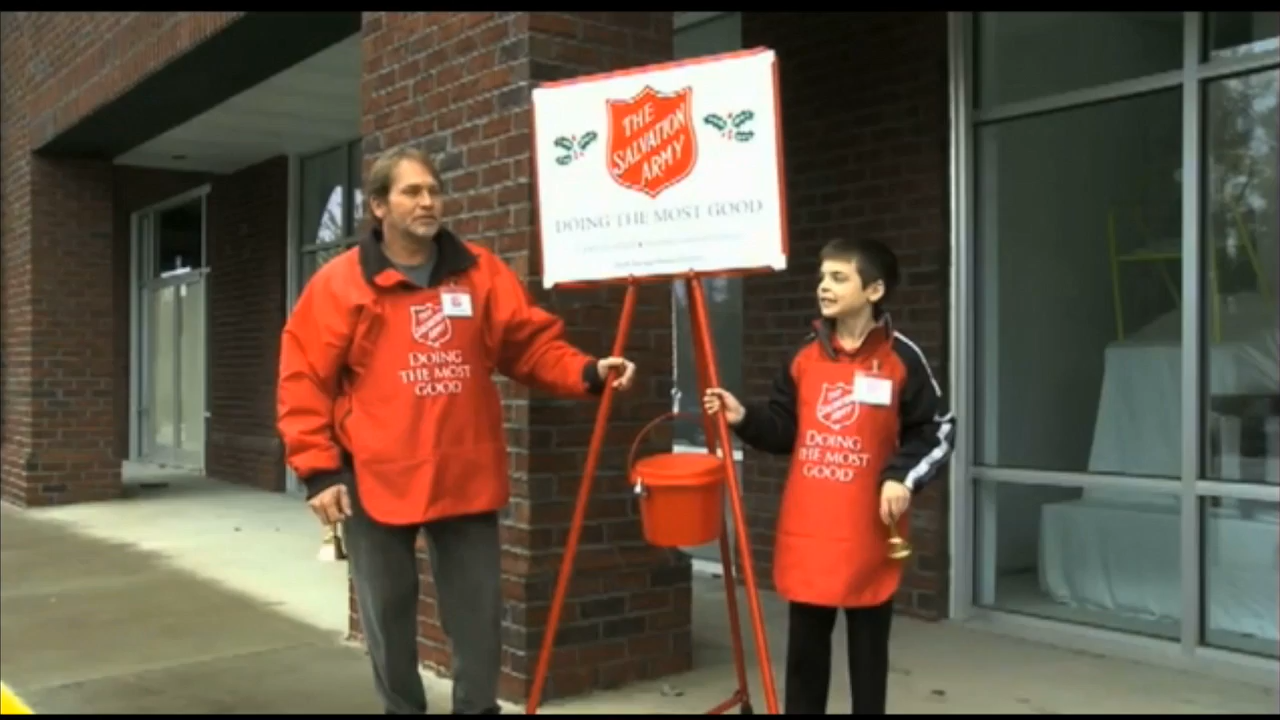 THE
SALVATION
ARMY
DOING THE MOST GOOD
THE
SALVATION
ARMY
DOING
THE MOST
GOOD
THE
SALVATION
ARMY
DOING
THE MOST
GOOD